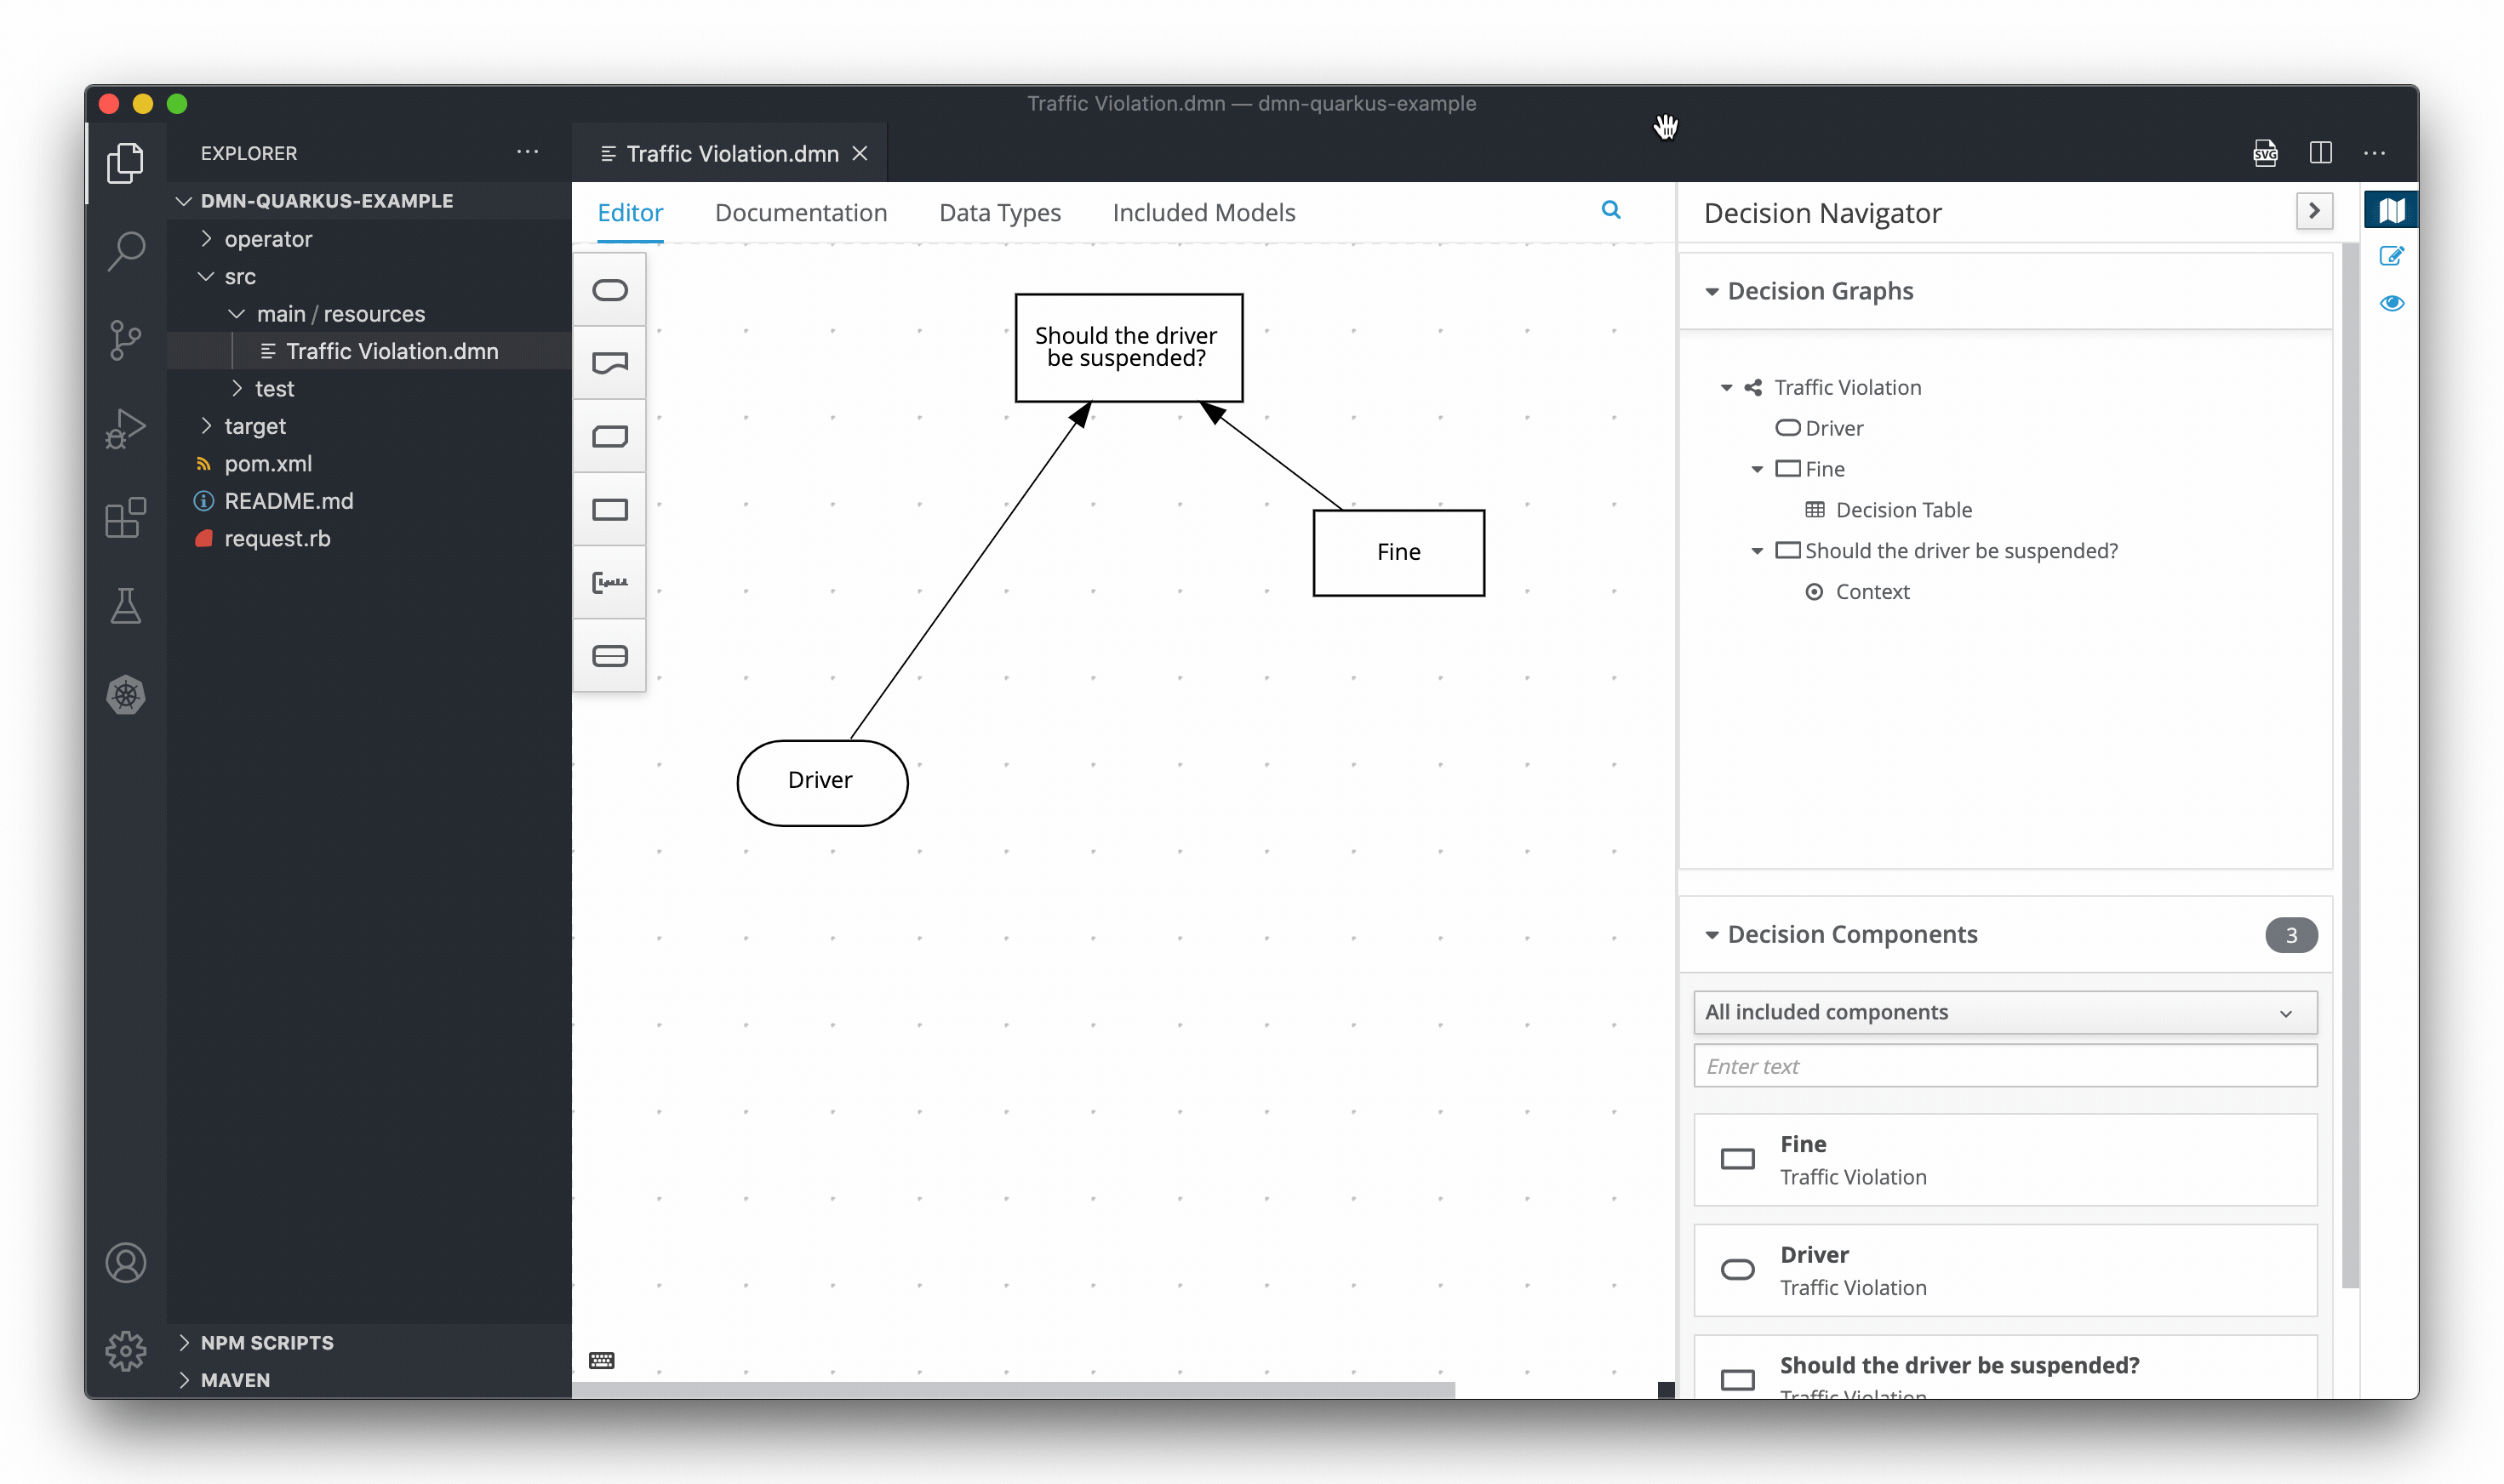 Traffic Violation.dmn — dmn-quarkus-example
EXPLORER
Traffic Violation.dmn
SVG
DMN-QUARKUS-EXAMPLE
operator
src
main / resources
Traffic Violation.dmn
test
target
pom.xml
README.md
request.rb
NPM SCRIPTS
MAVEN
Editor
Documentation
Data Types
Included Models
Should the driver
be suspended?
Fine
Driver
Decision Navigator
Decision Graphs
Traffic Violation
Driver
Fine
Decision Table
Should the driver be suspended?
Context
Decision Components
3
All included components
Enter text
Fine
Traffic Violation
Driver
Traffic Violation
Should the driver be suspended?
Traffic Violation